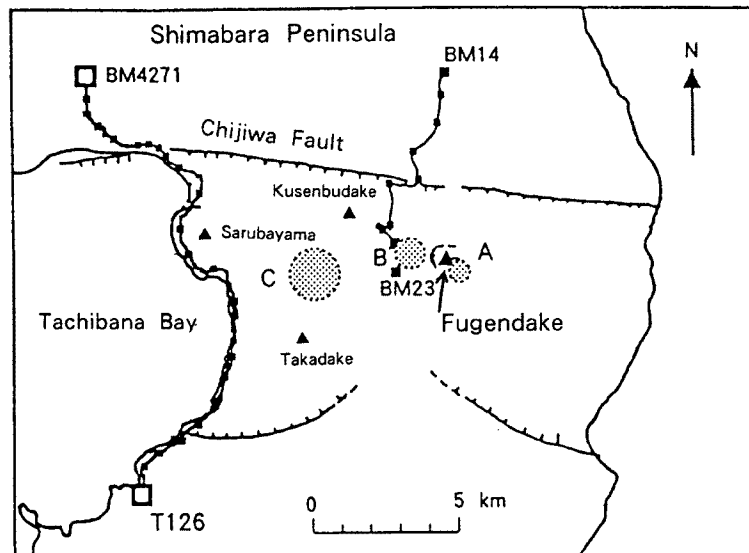 Shimabara Peninsula
BM4271
BM14
N
Chijiwa Fault
Kusenbudake
Sarubayama
B
A
C
BM23
Tachibana Bay
Fugendake
Takadake
0 5 km
T126